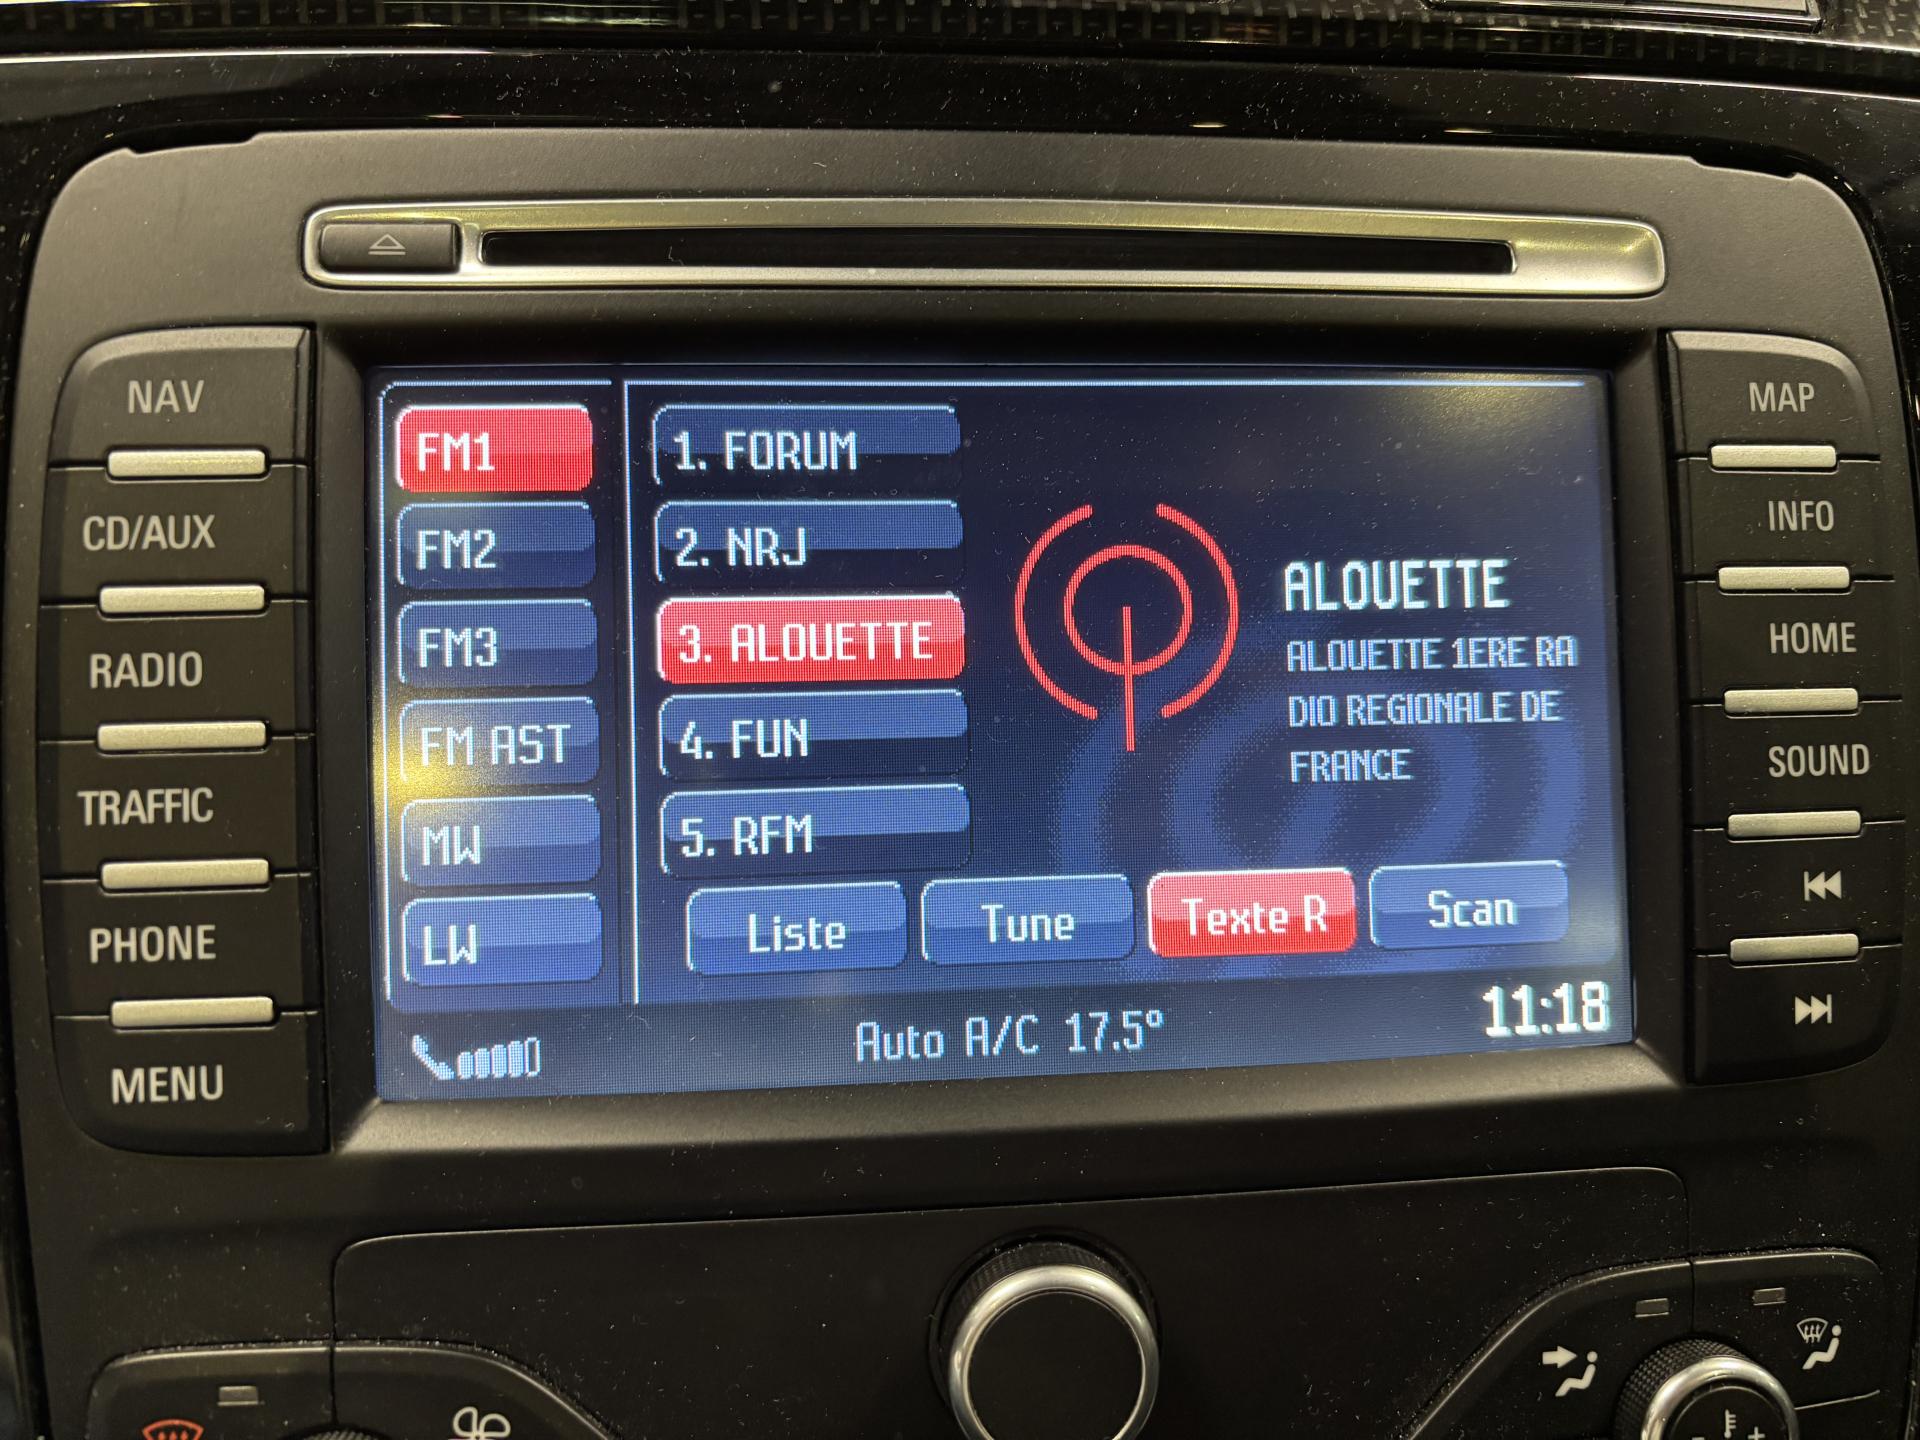 NAV
CD/AUX
RADIO
TRAFFIC
PHONE
MENU
FM1
FM2
FM3
FM AST
MW
LW
1. FORUM
2. NRJ
3. ALOUETTE
4. FUN
5. RFM
ALOUETTE
ALOUETTE 1ERE RA
DIO REGIONALE DE
FRANCE
Liste
Tune
Texte R
Scan
Auto A/C 17.5°
11:18
MAP
INFO
HOME
SOUND